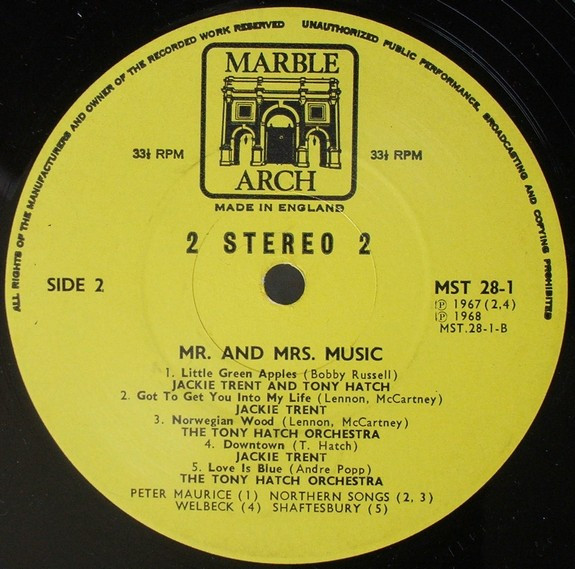 ALL RIGHTS OF THE MANUFACTURERS AND OWNER OF THE RECORDED WORK RESERVED UNAUTHORIZED PUBLIC PERFORMANCE, BROADCASTING AND COPYING PROHIBITED
MARBLE
33⅓ RPM 33⅓ RPM
ARCH
MADE IN ENGLAND
2 STEREO 2
SIDE 2 MST 28-1
℗ 1967 (2,4)
℗ 1968
MST.28-1-B
MR. AND MRS. MUSIC
1. Little Green Apples (Bobby Russell)
JACKIE TRENT AND TONY HATCH
2. Got To Get You Into My Life (Lennon, McCartney)
JACKIE TRENT
3. Norwegian Wood (Lennon, McCartney)
THE TONY HATCH ORCHESTRA
4. Downtown (T. Hatch)
JACKIE TRENT
5. Love Is Blue (Andre Popp)
THE TONY HATCH ORCHESTRA
PETER MAURICE (1) NORTHERN SONGS (2, 3)
WELBECK (4) SHAFTESBURY (5)